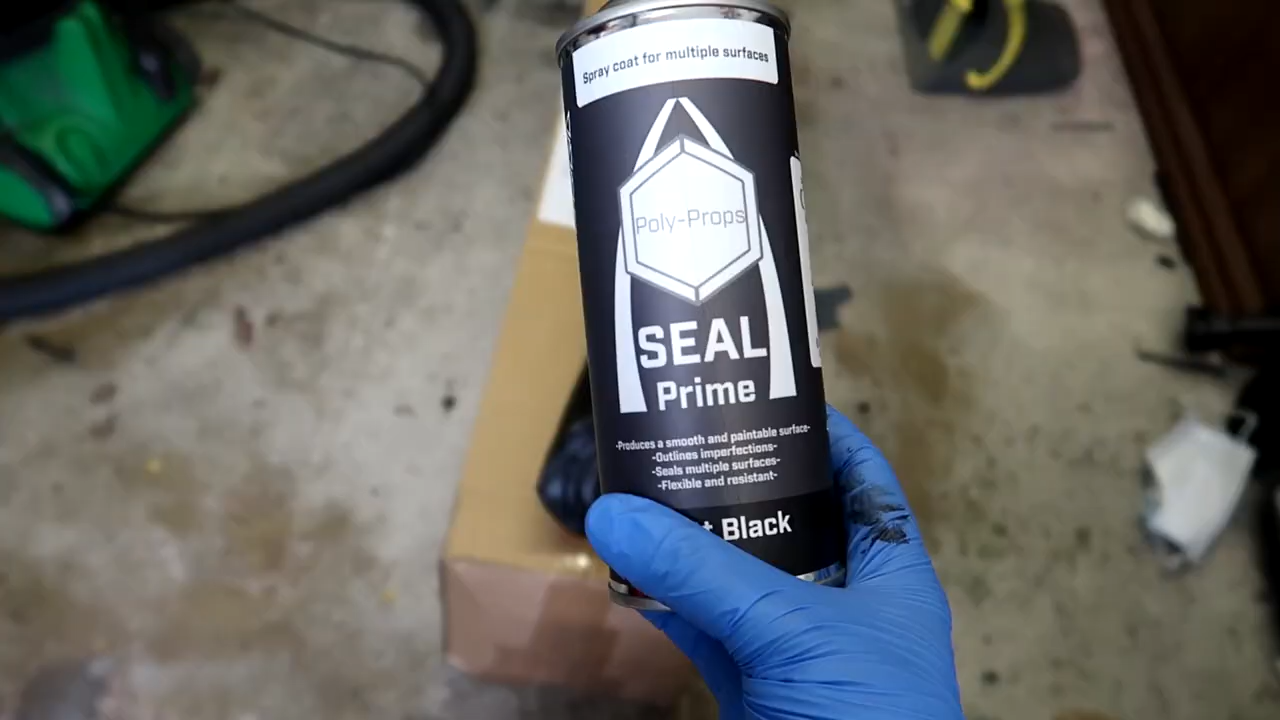 Spray coat for multiple surfaces
Poly-Props
SEAL
Prime
-Produces a smooth and paintable surface-
-Outlines imperfections-
-Seals multiple surfaces-
-Flexible and resistant-
Black